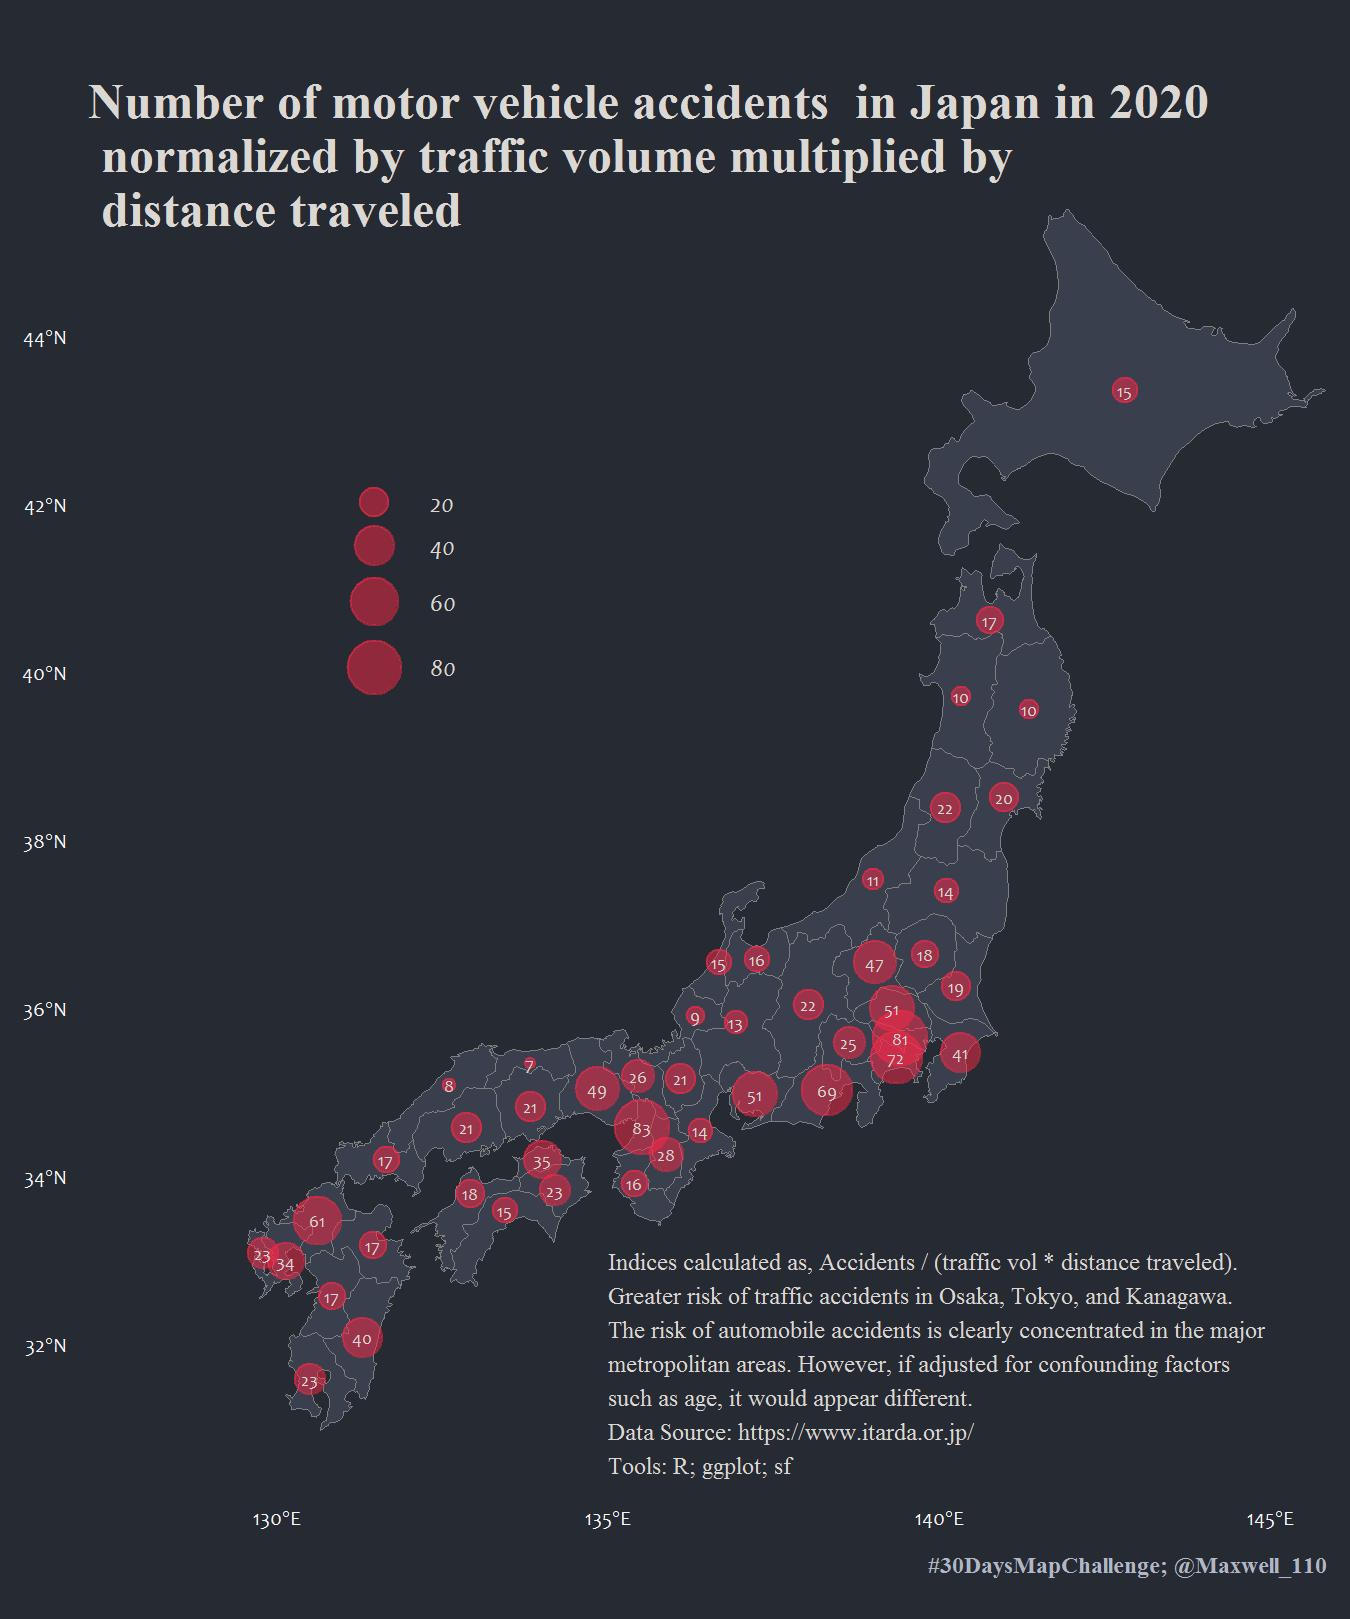 Number of motor vehicle accidents  in Japan in 2020
normalized by traffic volume multiplied by
distance traveled
44°N
15
42°N
20
40
60
17
40°N
80
10
10
22
20
38°N
11
14
15
16
47
18
19
36°N
9
13
22
51
25
81
72
41
7
8
49
26
21
51
69
21
21
83
14
17
35
28
34°N
18
23
16
15
61
23
34
17
17
40
32°N
23
Indices calculated as, Accidents / (traffic vol * distance traveled).
Greater risk of traffic accidents in Osaka, Tokyo, and Kanagawa.
The risk of automobile accidents is clearly concentrated in the major
metropolitan areas. However, if adjusted for confounding factors
such as age, it would appear different.
Data Source: https://www.itarda.or.jp/
Tools: R; ggplot; sf
130°E
135°E
140°E
145°E
#30DaysMapChallenge; @Maxwell_110